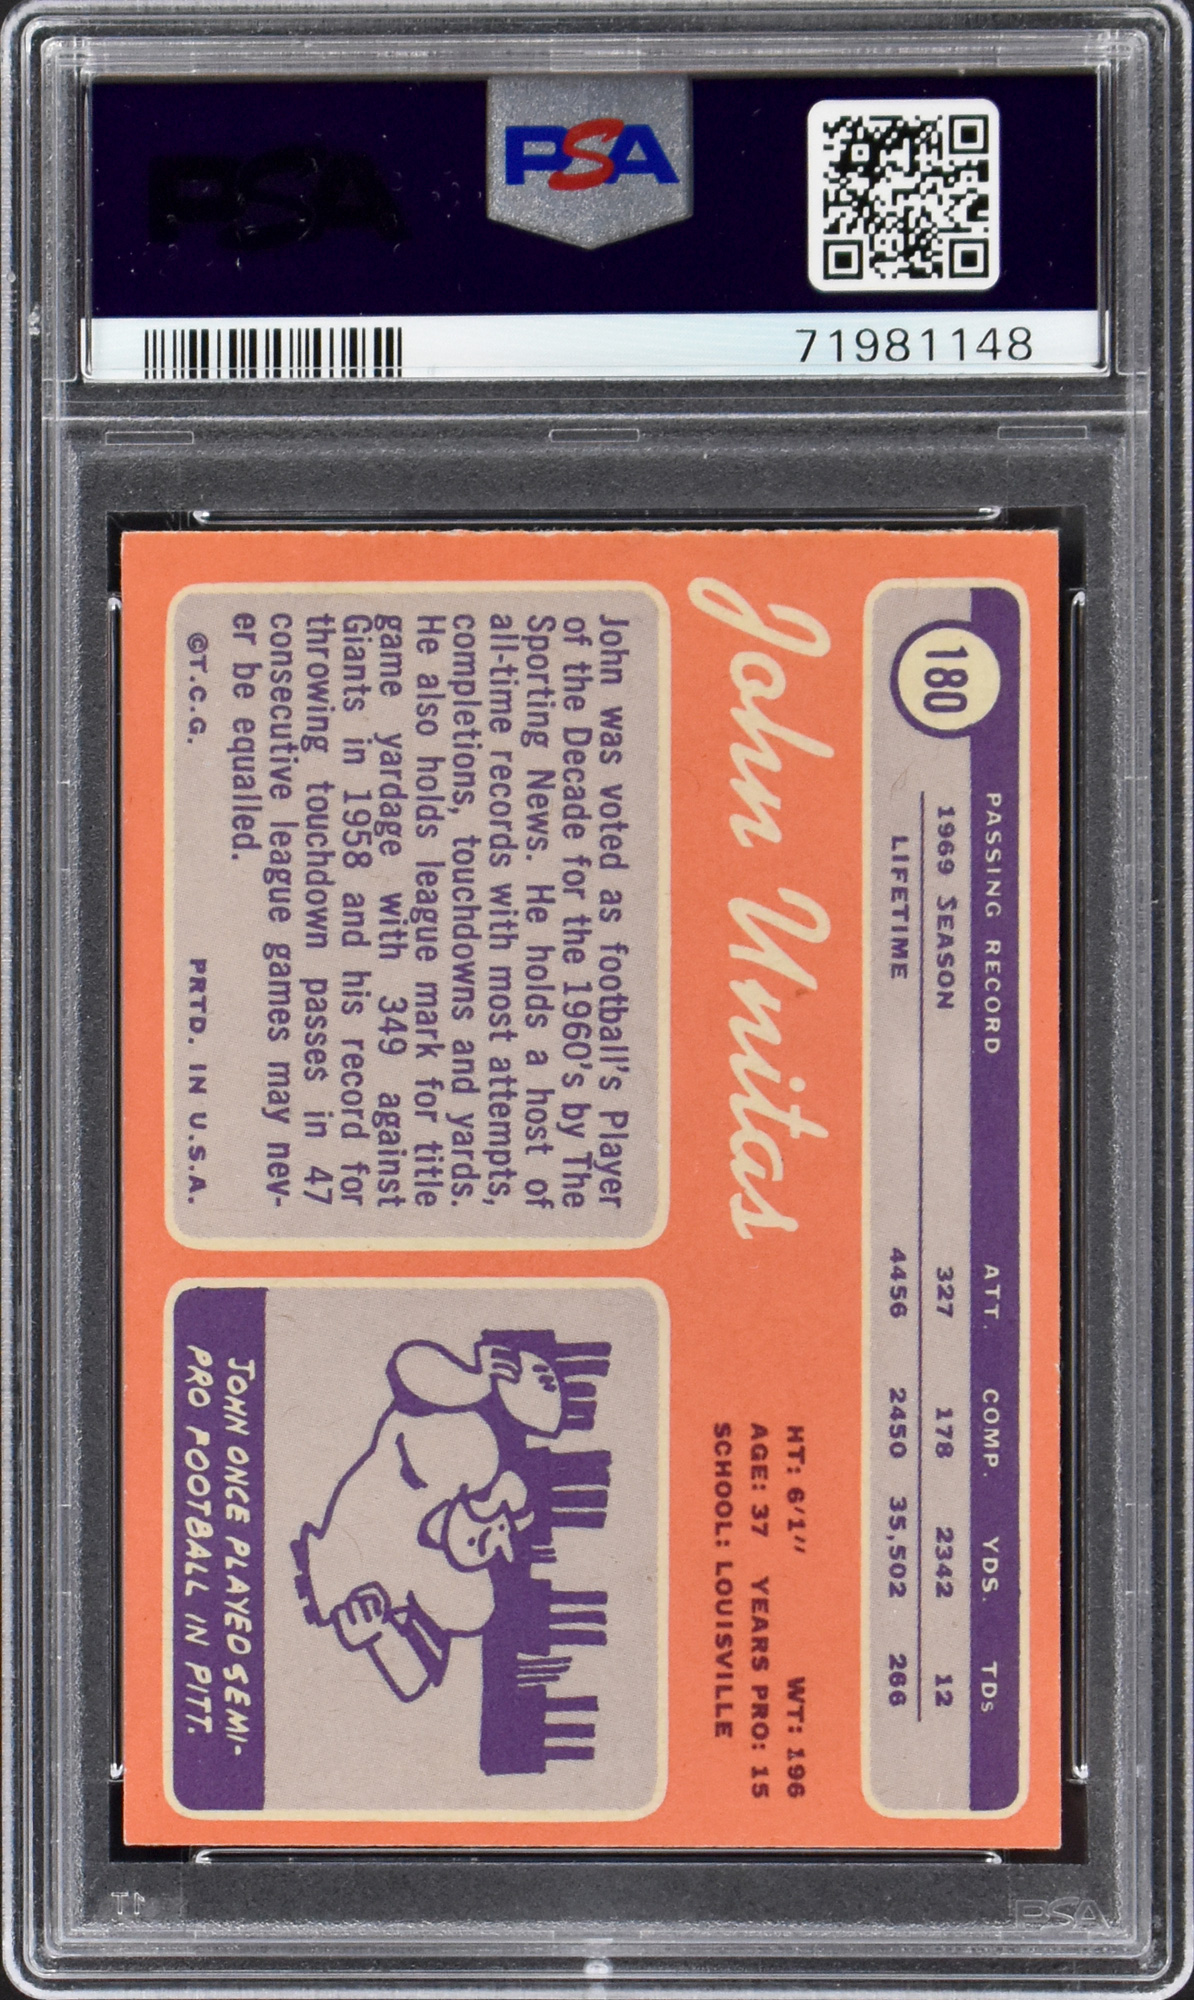 PSA
PSA
71981148
180
PASSING RECORD ATT. COMP. YDS. TDs
1969 SEASON 327 178 2342 12
LIFETIME 4456 2450 35,502 266
John Unitas
HT: 6'1" WT: 196
AGE: 37 YEARS PRO: 15
SCHOOL: LOUISVILLE
John was voted as football's Player
of the Decade for the 1960's by The
Sporting News. He holds a host of
all-time records with most attempts,
completions, touchdowns and yards.
He also holds league mark for title
game yardage with 349 against
Giants in 1958 and his record for
throwing touchdown passes in 47
consecutive league games may nev-
er be equalled.
©T.C.G. PRTD. IN U.S.A.
JOHN ONCE PLAYED SEMI-
PRO FOOTBALL IN PITT.
PSA